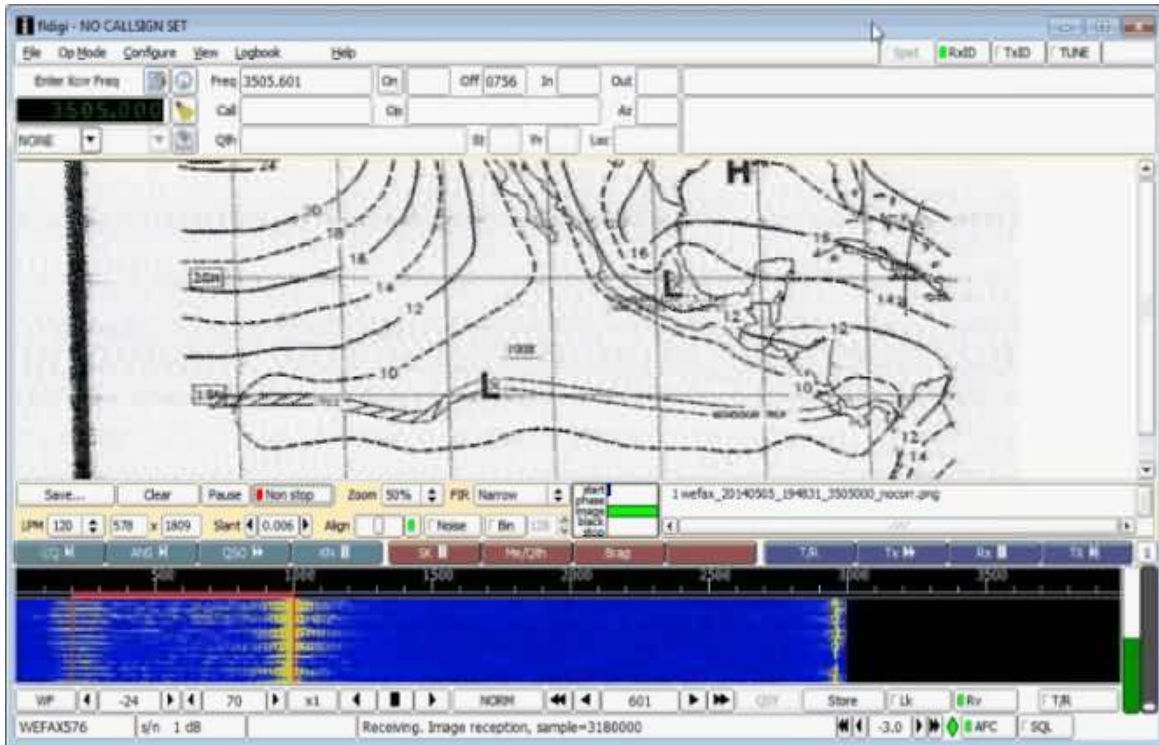 fldigi - NO CALLSIGN SET
File Op Mode Configure View Logbook Help
Spot RxID TxID TUNE
Enter Xcvr Freq Freq 3505.601 On Off 0756 In Out
3505.000 Call Op Az
NONE Qth St Pr Loc
24 H
20
18 16
18 16
20N L
14 14
12 12 12
1008
10 10
L
12
14
Save... Clear Pause Non stop Zoom 50% FIR Narrow
start
phase
image
black
stop
1 wefax_20140505_194831_3505000_nocorr.png
LPM 120 578 x 1809 Slant 0.006 Align Noise Bin 128
CQ ANS QSO KN SK Me/Qth Brag T/R Tx Rx TX 1
500 1000 1500 2000 2500 3000 3500
WF -24 70 x1 NORM 601 QSY Store Lk Rv T/R
WEFAX576 s/n 1 dB Receiving. Image reception, sample=3180000 -3.0 AFC SQL